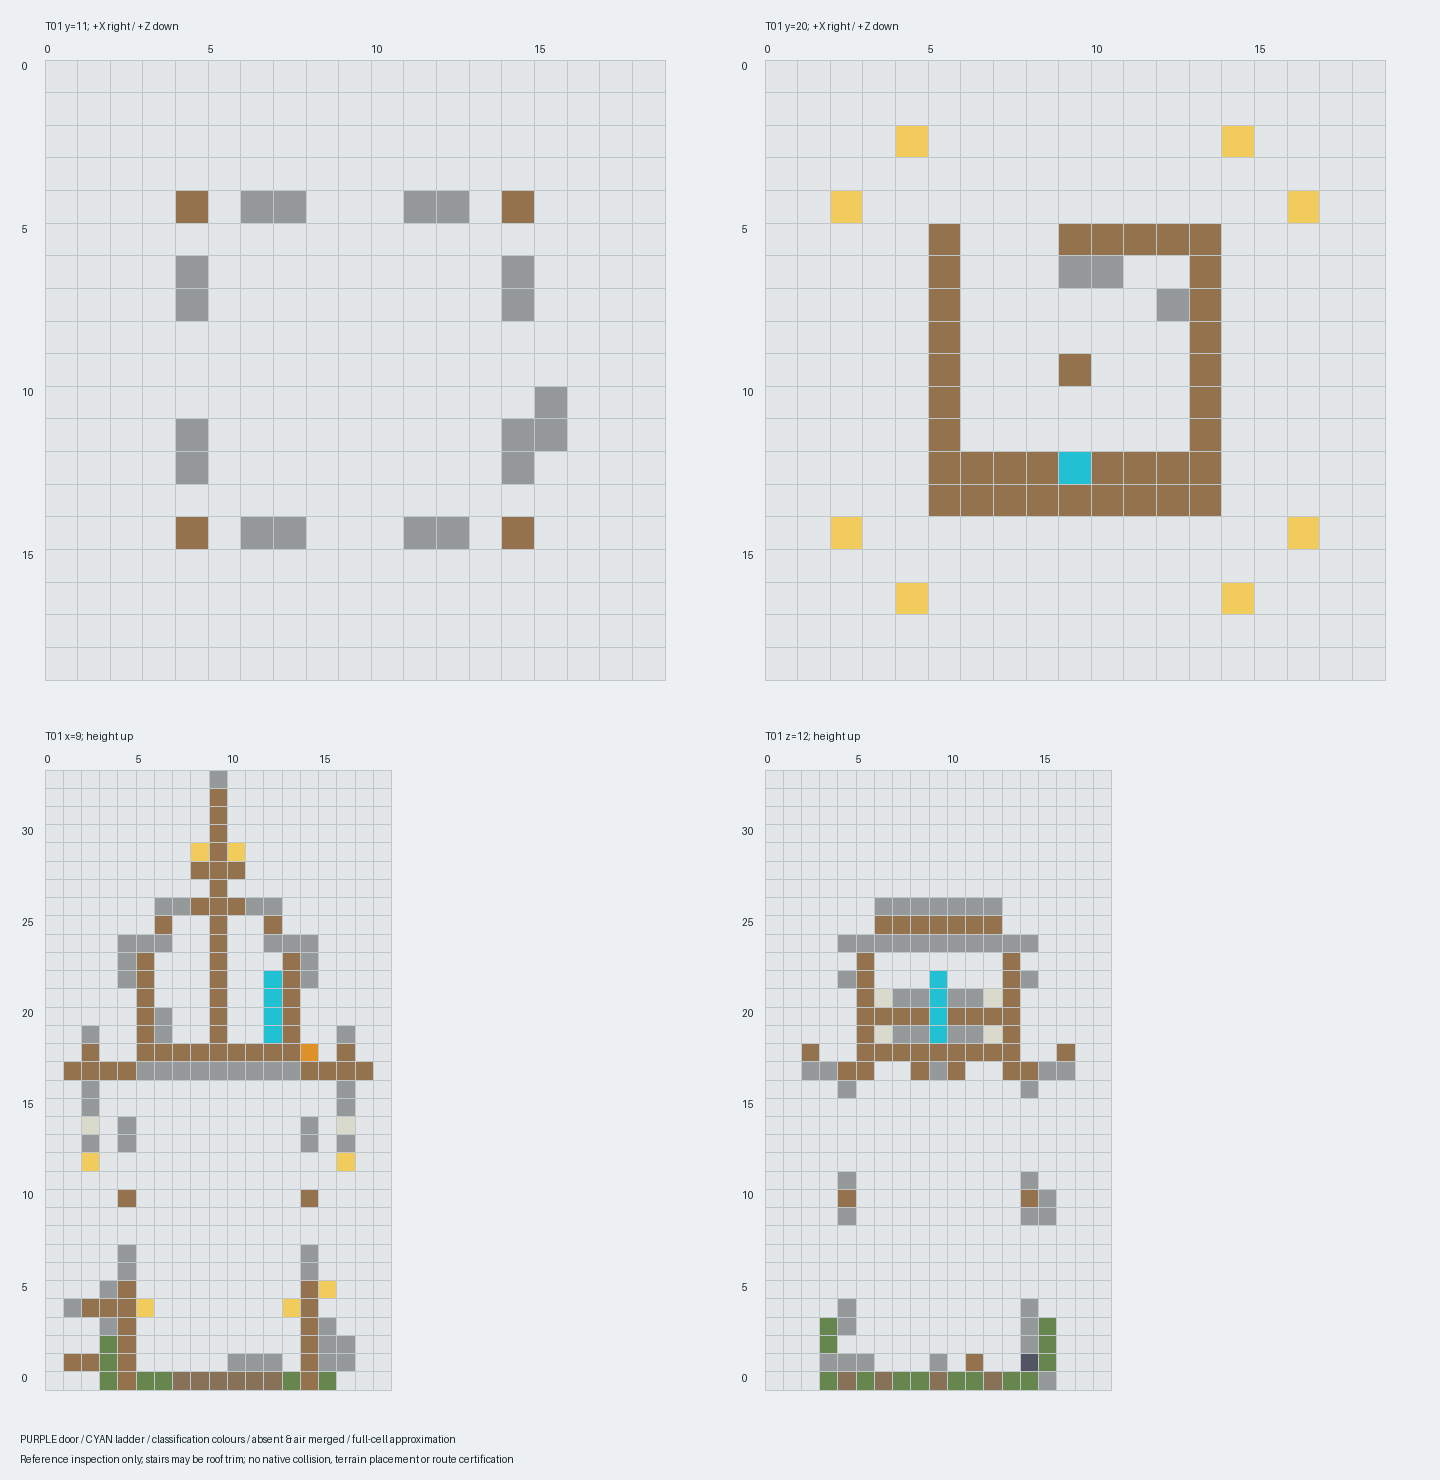 T01 y=11; +X right / +Z down
T01 y=20; +X right / +Z down
0 5 10 15
0 5 10 15
0
5
10
15
0
5
10
15
T01 x=9; height up
T01 z=12; height up
0 5 10 15
0 5 10 15
30
25
20
15
10
5
0
30
25
20
15
10
5
0
PURPLE door / CYAN ladder / classification colours / absent & air merged / full-cell approximation
Reference inspection only; stairs may be roof trim; no native collision, terrain placement or route certification